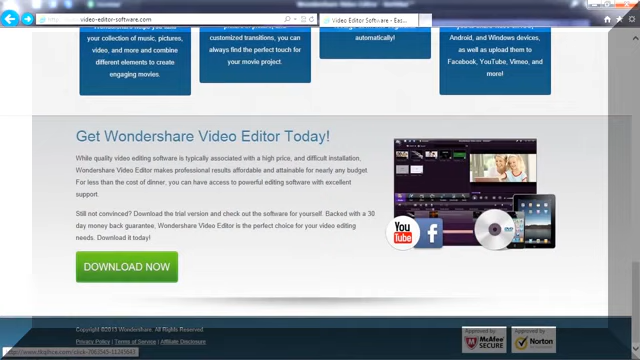 video-editor-software.com
Video Editor Software - Ext...
your collection of music, pictures,
video, and more and combine
different elements to create
engaging movies.
customized transitions, you can
always find the perfect touch for
your movie project.
automatically!
Android, and Windows devices,
as well as upload them to
Facebook, YouTube, Vimeo, and
more!
Get Wondershare Video Editor Today!
While quality video editing software is typically associated with a high price, and difficult installation,
Wondershare Video Editor makes professional results affordable and attainable for nearly any budget.
For less than the cost of dinner, you can have access to powerful editing software with excellent
support.
Still not convinced? Download the trial version and check out the software for yourself. Backed with a 30
day money back guarantee, Wondershare Video Editor is the perfect choice for your video editing
needs. Download it today!
DOWNLOAD NOW
You
Tube
f
DVD
Copyright ©2013 Wondershare. All Rights Reserved.
Privacy Policy | Terms of Service | Affiliate Disclosure
McAfee
SECURE
Approved by
Norton